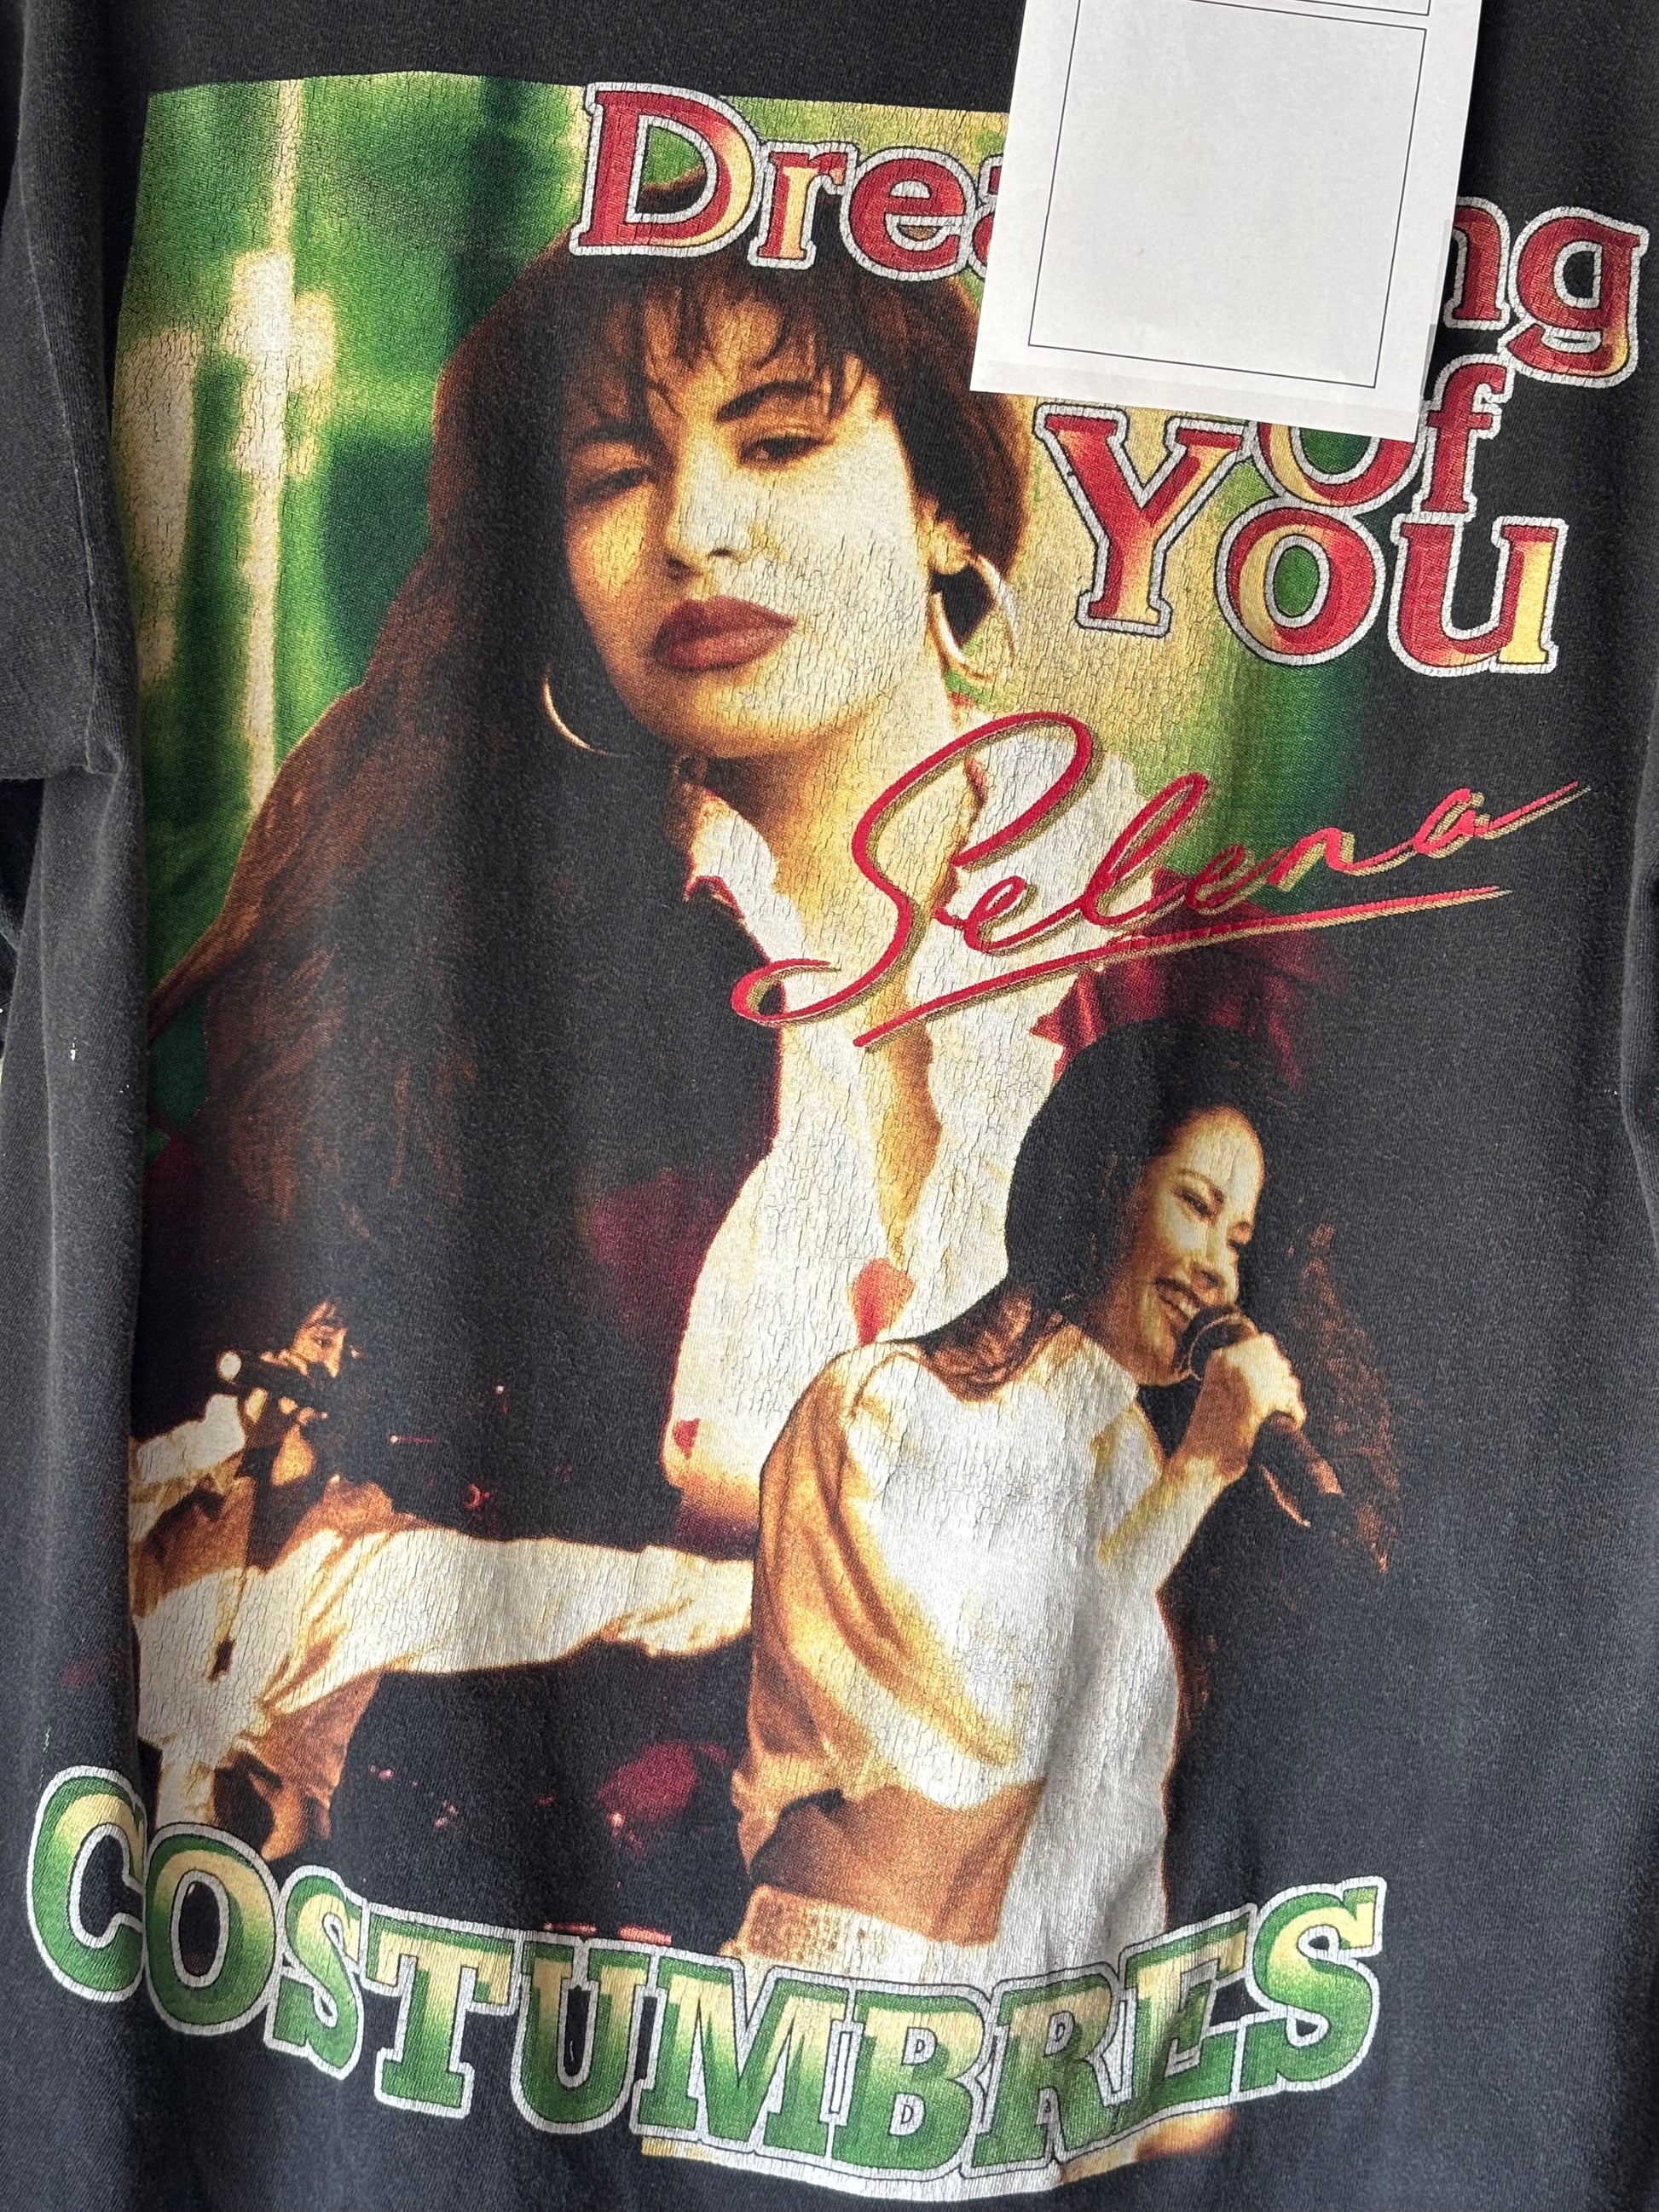 of
You
Selena
COSTUMBRES